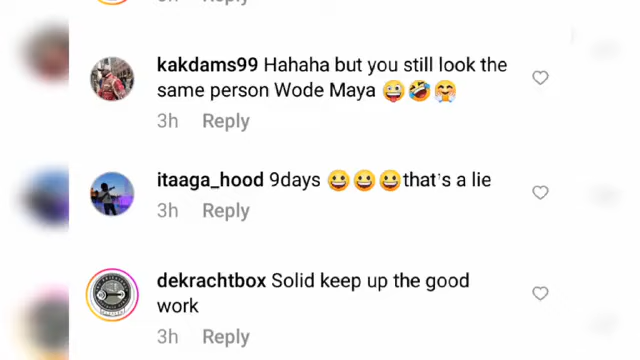 Reply
kakdams99 Hahaha but you still look the
same person Wode Maya 😜🤣🤗
3h Reply
itaaga_hood 9days 😀😀😀that's a lie
3h Reply
dekrachtbox Solid keep up the good
work
3h Reply